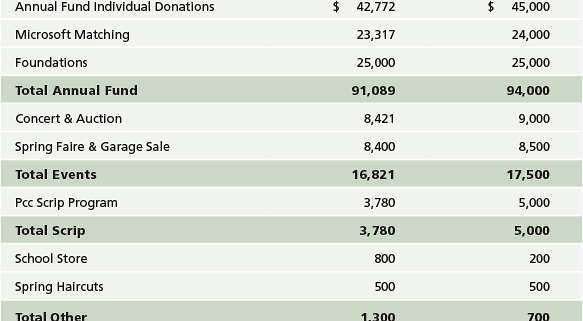 Annual Fund Individual Donations $ 42,772 $ 45,000
Microsoft Matching 23,317 24,000
Foundations 25,000 25,000
Total Annual Fund 91,089 94,000
Concert & Auction 8,421 9,000
Spring Faire & Garage Sale 8,400 8,500
Total Events 16,821 17,500
Pcc Scrip Program 3,780 5,000
Total Scrip 3,780 5,000
School Store 800 200
Spring Haircuts 500 500
Total Other 1,300 700